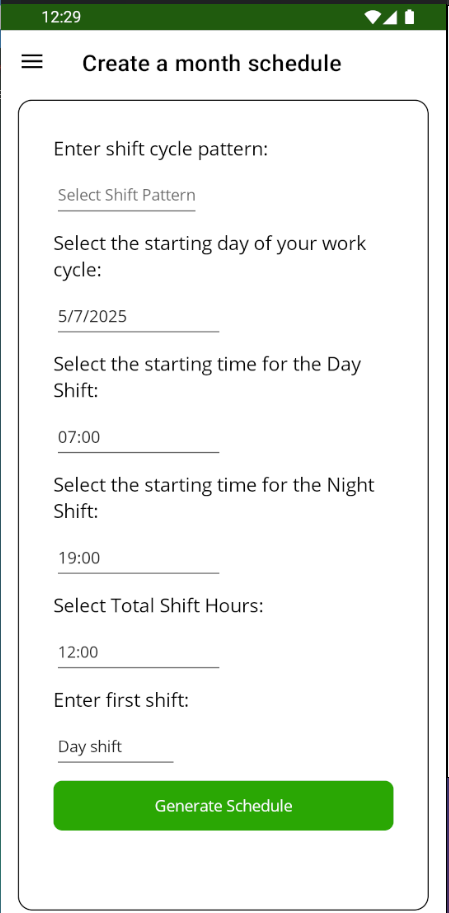 12:29
Create a month schedule
Enter shift cycle pattern:
Select Shift Pattern
Select the starting day of your work
cycle:
5/7/2025
Select the starting time for the Day
Shift:
07:00
Select the starting time for the Night
Shift:
19:00
Select Total Shift Hours:
12:00
Enter first shift:
Day shift
Generate Schedule